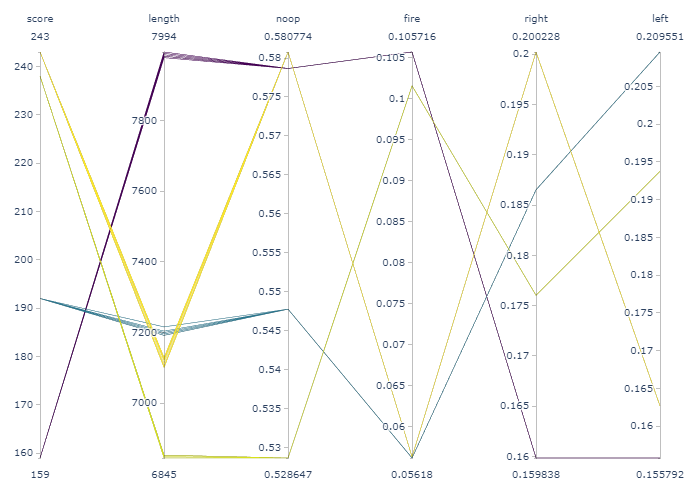 score length noop fire right left
243 7994 0.580774 0.105716 0.200228 0.209551
240 0.58 0.105 0.2
0.205
230 7800 0.575 0.1 0.195 0.2
220 7600 0.57 0.095 0.19 0.195
0.565 0.09 0.19
210 0.56 0.085 0.185 0.185
200 7400 0.555 0.08 0.18 0.18
190 0.55 0.075 0.175 0.175
7200 0.545
180 0.54 0.07 0.17 0.17
170 7000 0.535 0.065 0.165 0.165
0.06 0.16
160 0.53 0.16
159 6845 0.528647 0.05618 0.159838 0.155792